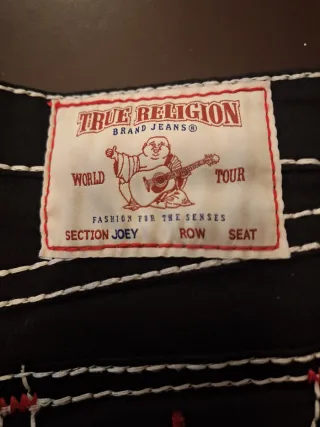 TRUE RELIGION
BRAND JEANS®
WORLD TOUR
FASHION FOR THE SENSES
SECTION JOEY ROW SEAT